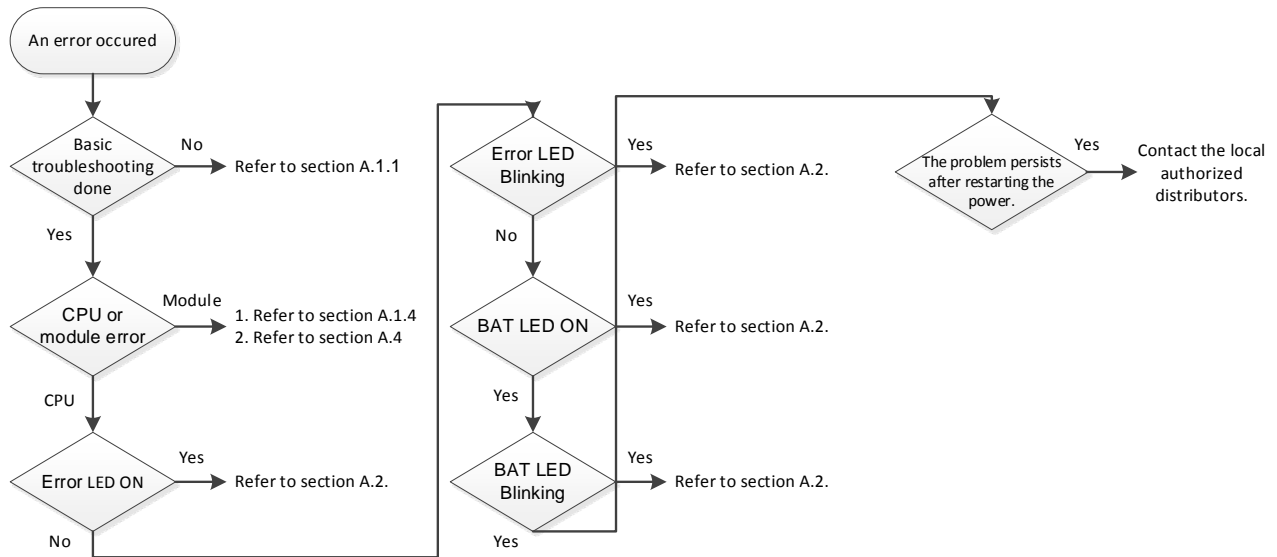 An error occured
Basic
troubleshooting
done
No
Refer to section A.1.1
Yes
CPU or
module error
Module
1. Refer to section A.1.4
2. Refer to section A.4
CPU
Error LED ON
Yes
Refer to section A.2.
No
Error LED
Blinking
Yes
Refer to section A.2.
No
BAT LED ON
Yes
Refer to section A.2.
Yes
BAT LED
Blinking
Yes
Refer to section A.2.
Yes
The problem persists
after restarting the
power.
Yes
Contact the local
authorized
distributors.